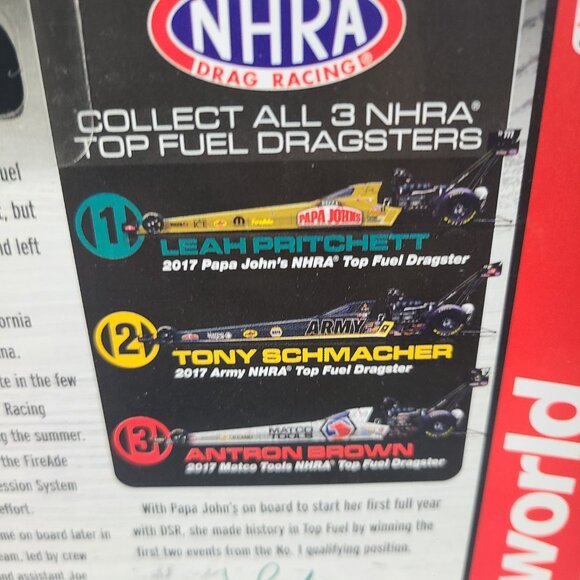 NHRA
DRAG RACING®
COLLECT ALL 3 NHRA®
TOP FUEL DRAGSTERS
1
PAPA JOHN'S
FireAde
LEAH PRITCHETT
2017 Papa John's NHRA® Top Fuel Dragster
2
ARMY
TONY SCHMACHER
2017 Army NHRA® Top Fuel Dragster
3
MATCO
TOOLS
ANTRON BROWN
2017 Matco Tools NHRA® Top Fuel Dragster
uel
, but
nd left
ornia
na.
te in the few
Racing
g the summer.
the FireAde
ession System
effort.
me on board later in
eam, led by crew
nd assistant Joe
With Papa John's on board to start her first full year
with DSR, she made history in Top Fuel by winning the
first two events from the No. 1 qualifying position.
world